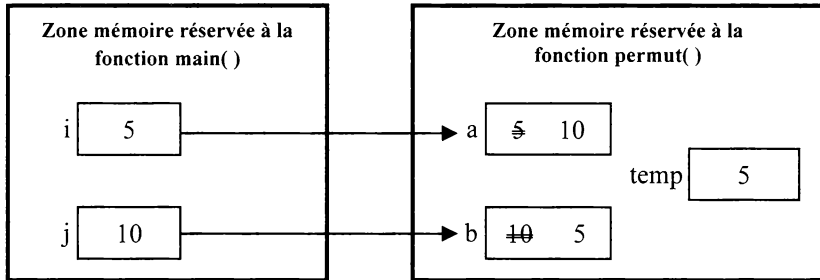 Zone mémoire réservée à la
fonction main( )
i 5
j 10
Zone mémoire réservée à la
fonction permut( )
a 5 10
temp 5
b 10 5